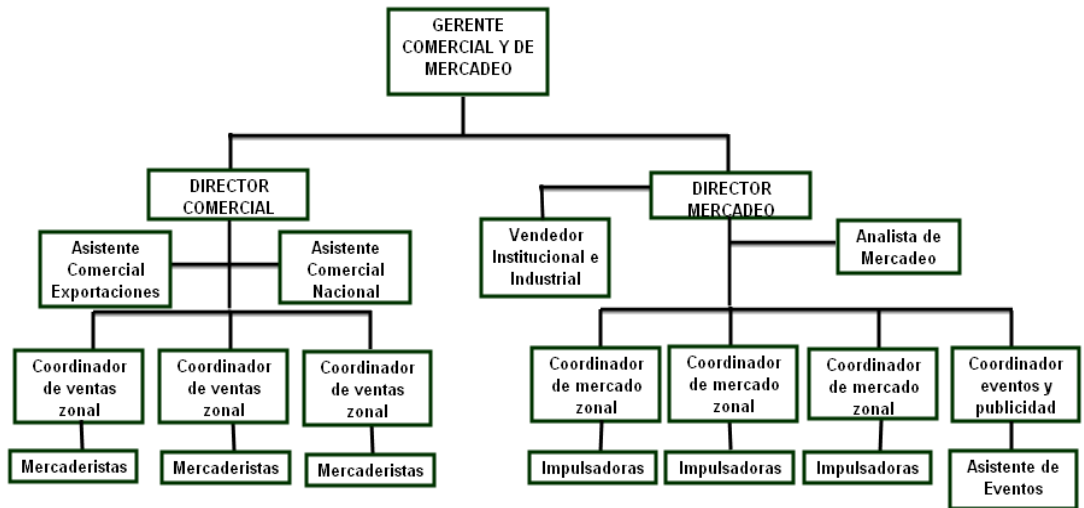 GERENTE
COMERCIAL Y DE
MERCADEO
DIRECTOR
COMERCIAL
DIRECTOR
MERCADEO
Asistente
Comercial
Exportaciones
Asistente
Comercial
Nacional
Vendedor
Institucional e
Industrial
Analista de
Mercadeo
Coordinador
de ventas
zonal
Coordinador
de ventas
zonal
Coordinador
de ventas
zonal
Coordinador
de mercado
zonal
Coordinador
de mercado
zonal
Coordinador
de mercado
zonal
Coordinador
eventos y
publicidad
Mercaderistas
Mercaderistas
Mercaderistas
Impulsadoras
Impulsadoras
Impulsadoras
Asistente de
Eventos